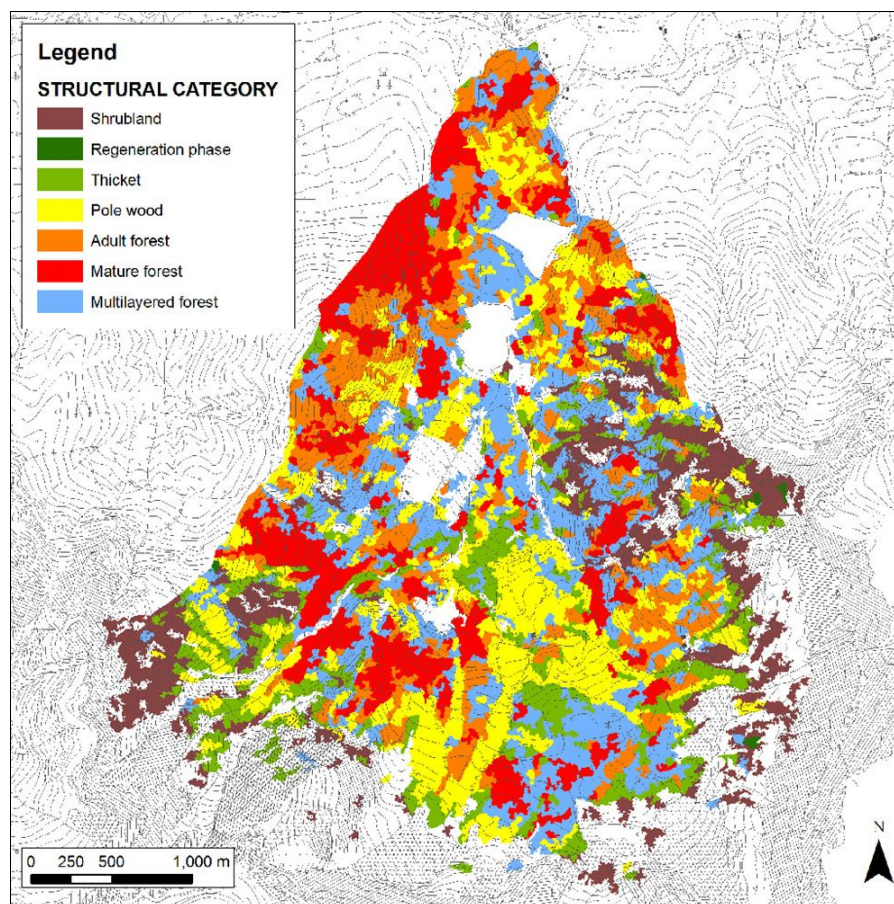 Legend
STRUCTURAL CATEGORY
Shrubland
Regeneration phase
Thicket
Pole wood
Adult forest
Mature forest
Multilayered forest
0 250 500 1,000 m
N